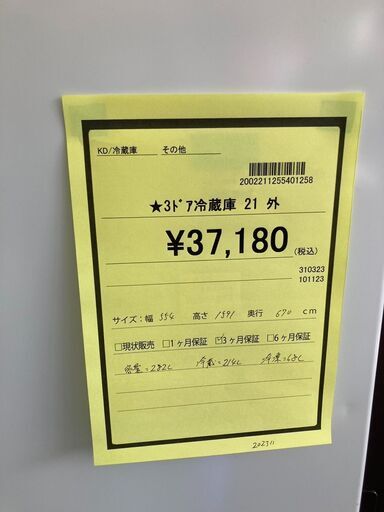 KD/冷蔵庫 その他
2002211255401258
★3ﾄﾞｱ冷蔵庫 21 外
¥37,180 (税込)
310323
101123
サイズ:幅 554 高さ 1591 奥行 670 cm
□現状販売 □1ヶ月保証 ☑3ヶ月保証 □6ヶ月保証
容量=282L 冷蔵=214L 冷凍=68L
202311